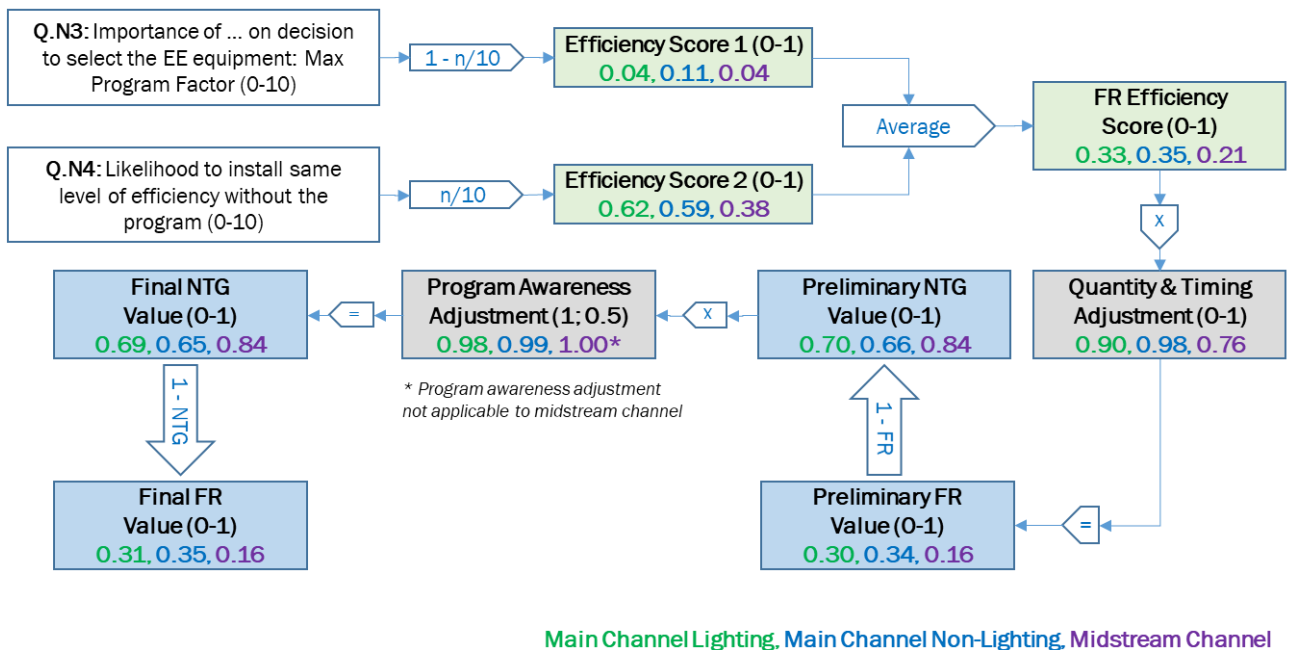 Q.N3: Importance of ... on decision
to select the EE equipment: Max
Program Factor (0-10)
1 - n/10
Efficiency Score 1 (0-1)
0.04, 0.11, 0.04
Average
FR Efficiency
Score (0-1)
0.33, 0.35, 0.21
Q.N4: Likelihood to install same
level of efficiency without the
program (0-10)
n/10
Efficiency Score 2 (0-1)
0.62, 0.59, 0.38
x
Quantity & Timing
Adjustment (0-1)
0.90, 0.98, 0.76
=
Preliminary FR
Value (0-1)
0.30, 0.34, 0.16
1 - FR
Preliminary NTG
Value (0-1)
0.70, 0.66, 0.84
x
Program Awareness
Adjustment (1; 0.5)
0.98, 0.99, 1.00*
* Program awareness adjustment
not applicable to midstream channel
=
Final NTG
Value (0-1)
0.69, 0.65, 0.84
1 - NTG
Final FR
Value (0-1)
0.31, 0.35, 0.16
Main Channel Lighting, Main Channel Non-Lighting, Midstream Channel